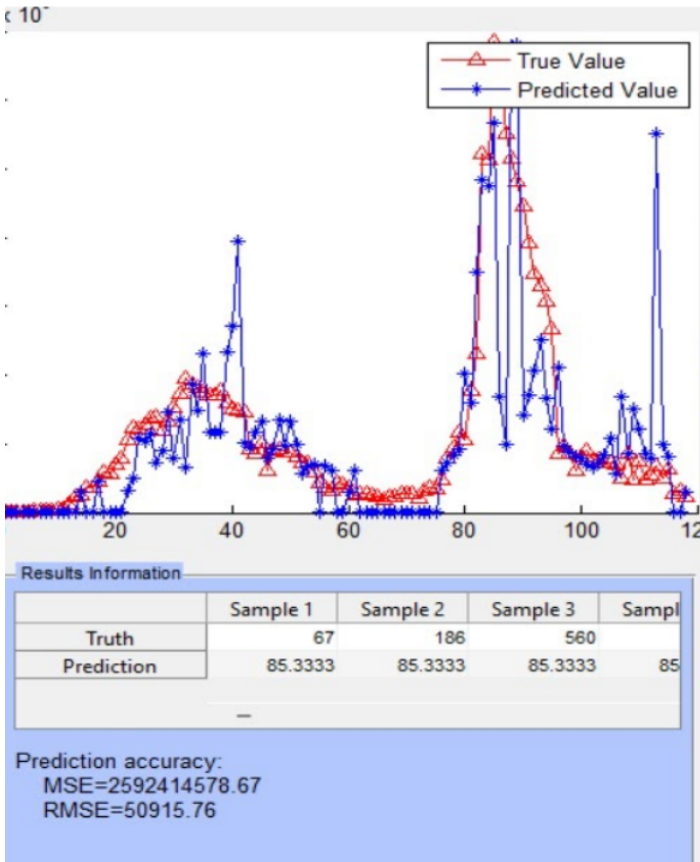 x 10
True Value
Predicted Value
20 40 60 80 100 12
Results Information
Sample 1 Sample 2 Sample 3 Sampl
Truth 67 186 560
Prediction 85.3333 85.3333 85.3333 85
Prediction accuracy:
MSE=2592414578.67
RMSE=50915.76